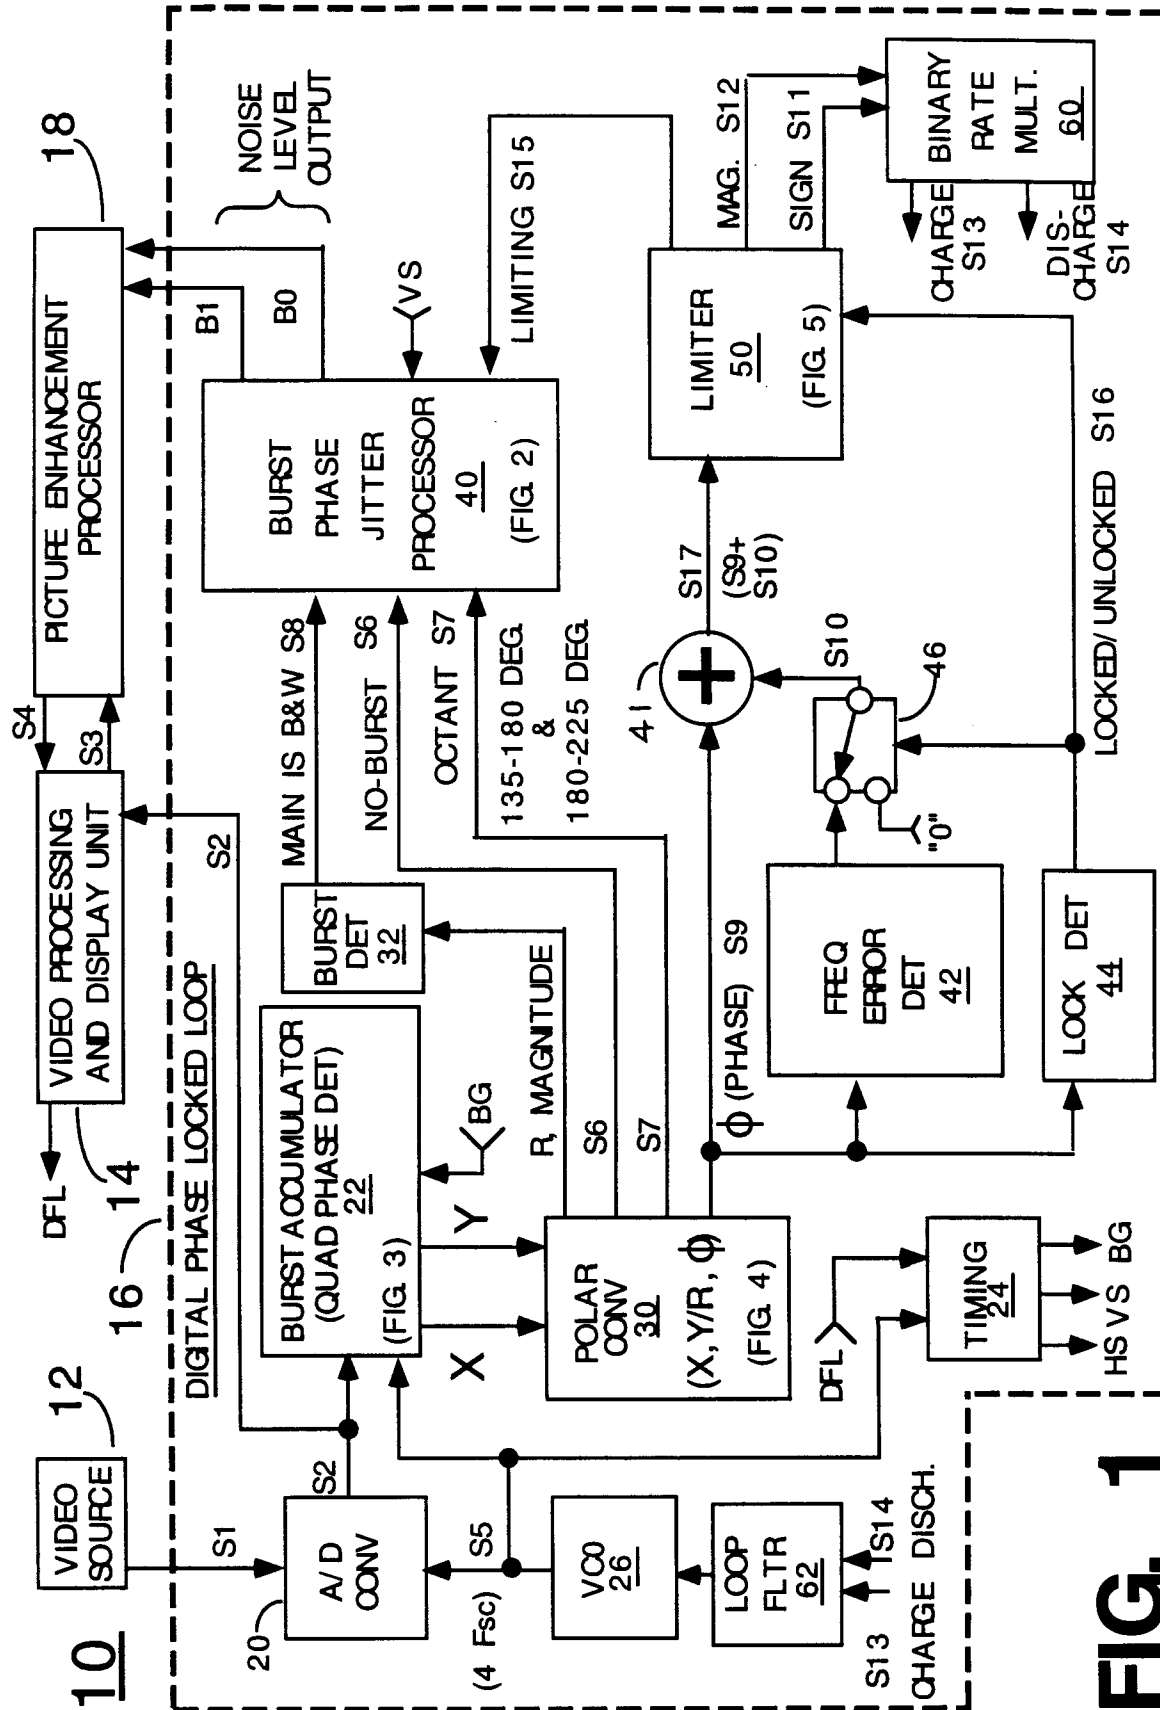 10
VIDEO
SOURCE
12
S1
16
DIGITAL PHASE LOCKED LOOP
DFL
14
VIDEO PROCESSING
AND DISPLAY UNIT
S4
S3
PICTURE ENHANCEMENT
PROCESSOR
18
S2
20
A/D
CONV
S2
BURST ACCUMULATOR
(QUAD PHASE DET)
22
(FIG. 3)
BG
BURST
DET
32
MAIN IS B&W S8
NO-BURST S6
OCTANT S7
135-180 DEG.
&
180-225 DEG.
BURST
PHASE
JITTER
PROCESSOR
40
(FIG. 2)
B1
B0
NOISE
LEVEL
OUTPUT
VS
LIMITING S15
(4 Fsc)
S5
X
Y
R, MAGNITUDE
S6
S7
VCO
26
POLAR
CONV
30
(X, Y/R, ϕ)
(FIG. 4)
ϕ (PHASE) S9
41
+
S17
(S9+
S10)
LIMITER
50
(FIG. 5)
MAG. S12
SIGN S11
BINARY
RATE
MULT.
60
CHARGE
S13
DIS-
CHARGE
S14
LOOP
FLTR
62
S13
S14
CHARGE DISCH.
DFL
TIMING
24
HS VS BG
FREQ
ERROR
DET
42
"0"
S10
46
LOCK DET
44
LOCKED/UNLOCKED S16
FIG. 1